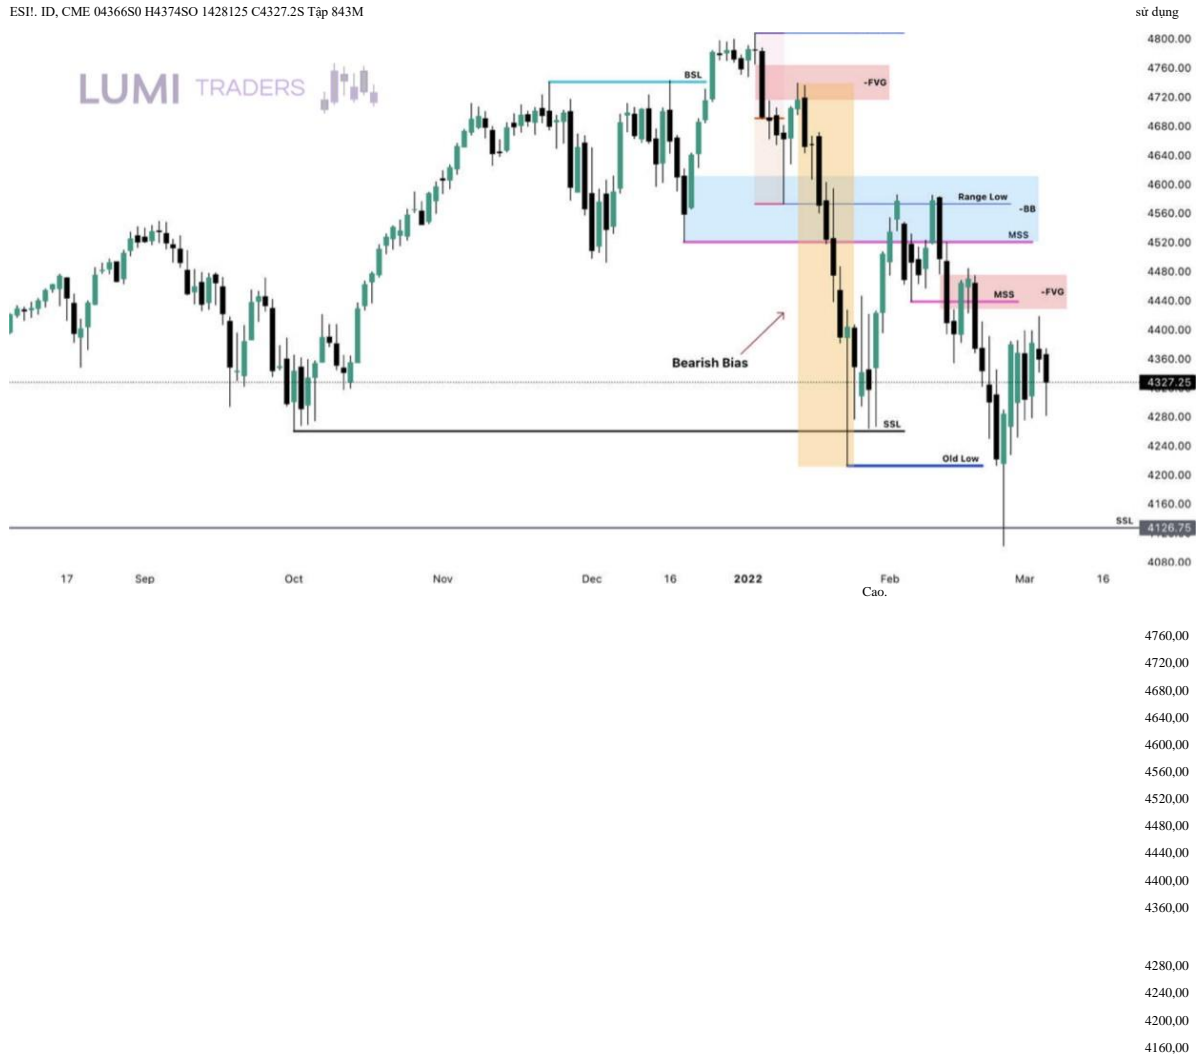 ESI!. ID, CME 04366S0 H4374SO 1428125 C4327.2S Tập 843M
sử dụng
LUMI TRADERS
4800.00
4760.00
4720.00
4680.00
4640.00
4600.00
4560.00
4520.00
4480.00
4440.00
4400.00
4360.00
4327.25
4280.00
4240.00
4200.00
4160.00
4126.75
4080.00
BSL
-FVG
Range Low
-BB
MSS
MSS
-FVG
Bearish Bias
SSL
Old Low
SSL
17 Sep Oct Nov Dec 16 2022 Feb Mar 16
Cao.
4760,00
4720,00
4680,00
4640,00
4600,00
4560,00
4520,00
4480,00
4440,00
4400,00
4360,00
4280,00
4240,00
4200,00
4160,00